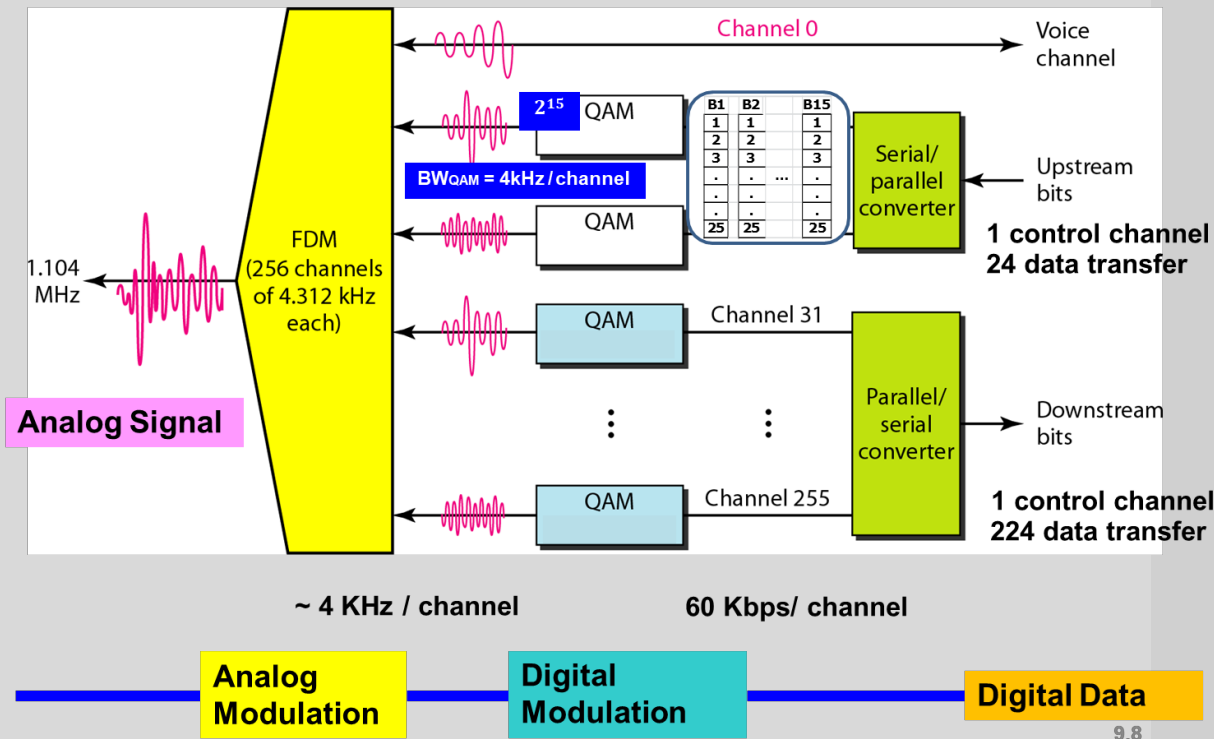 Channel 0
Voice
channel
2¹⁵
QAM
B1 B2 B15
1 1 1
2 2 2
3 3 3
. . .
. . ... .
. . .
25 25 25
BWQAM = 4kHz/channel
QAM
Serial/
parallel
converter
Upstream
bits
1 control channel
24 data transfer
1.104
MHz
FDM
(256 channels
of 4.312 kHz
each)
Analog Signal
QAM
Channel 31
Parallel/
serial
converter
Downstream
bits
QAM
Channel 255
1 control channel
224 data transfer
~ 4 KHz / channel
60 Kbps/ channel
Analog
Modulation
Digital
Modulation
Digital Data
9.8